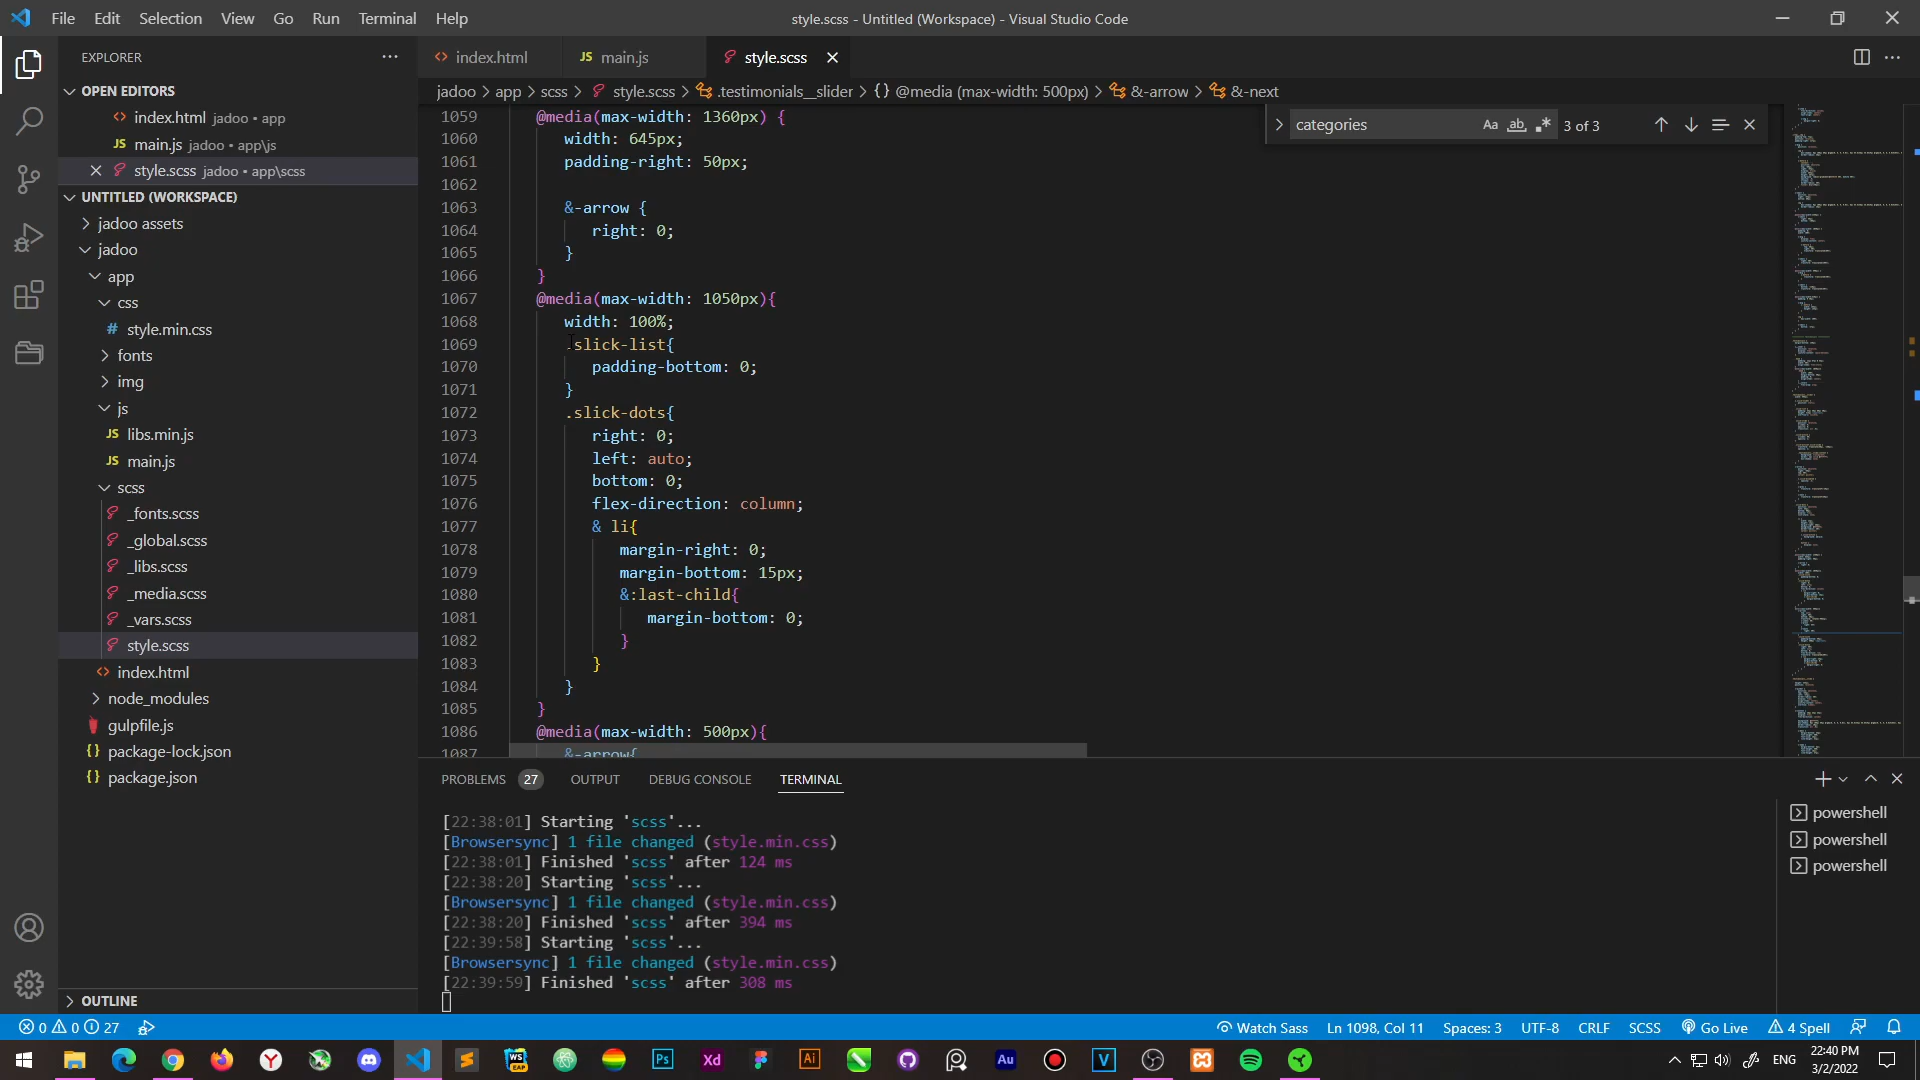 File Edit Selection View Go Run Terminal Help
style.scss - Untitled (Workspace) - Visual Studio Code
EXPLORER
index.html
JS main.js
style.scss
OPEN EDITORS
index.html jadoo • app
JS main.js jadoo • app\js
style.scss jadoo • app\scss
UNTITLED (WORKSPACE)
jadoo assets
jadoo
app
css
# style.min.css
fonts
img
js
JS libs.min.js
JS main.js
scss
_fonts.scss
_global.scss
_libs.scss
_media.scss
_vars.scss
style.scss
<> index.html
node_modules
gulpfile.js
{} package-lock.json
{} package.json
OUTLINE
jadoo > app > scss > style.scss > .testimonials__slider > {} @media (max-width: 500px) > &-arrow > &-next
categories
Aa ab .* 3 of 3
1059 @media(max-width: 1360px) {
1060 width: 645px;
1061 padding-right: 50px;
1062
1063 &-arrow {
1064 right: 0;
1065 }
1066 }
1067 @media(max-width: 1050px){
1068 width: 100%;
1069 .slick-list{
1070 padding-bottom: 0;
1071 }
1072 .slick-dots{
1073 right: 0;
1074 left: auto;
1075 bottom: 0;
1076 flex-direction: column;
1077 & li{
1078 margin-right: 0;
1079 margin-bottom: 15px;
1080 &:last-child{
1081 margin-bottom: 0;
1082 }
1083 }
1084 }
1085 }
1086 @media(max-width: 500px){
1087 &-arrow{
PROBLEMS 27 OUTPUT DEBUG CONSOLE TERMINAL
[22:38:01] Starting 'scss'...
[Browsersync] 1 file changed (style.min.css)
[22:38:01] Finished 'scss' after 124 ms
[22:38:20] Starting 'scss'...
[Browsersync] 1 file changed (style.min.css)
[22:38:20] Finished 'scss' after 394 ms
[22:39:58] Starting 'scss'...
[Browsersync] 1 file changed (style.min.css)
[22:39:59] Finished 'scss' after 308 ms
powershell
powershell
powershell
0 0 27
Watch Sass Ln 1098, Col 11 Spaces: 3 UTF-8 CRLF SCSS Go Live 4 Spell
WS EAP Ps Xd Ai Au V
ENG
22:40 PM
3/2/2022